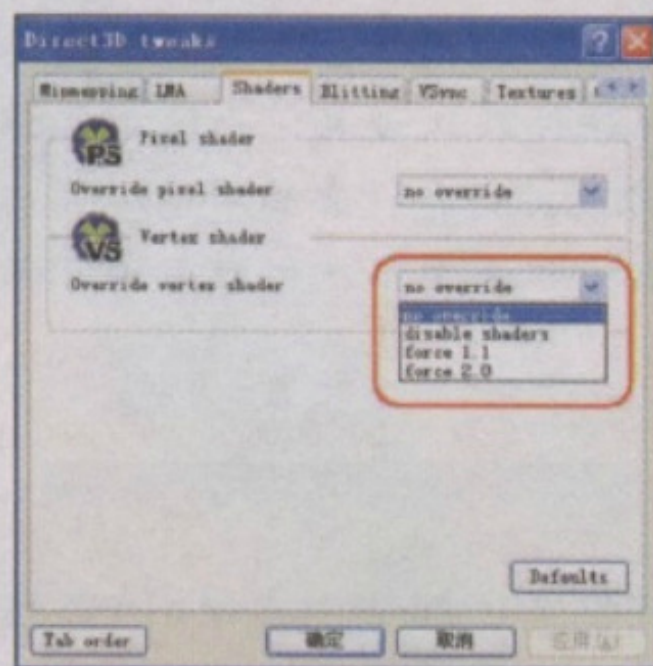 Direct3D tweaks
Mipmapping LMA Shaders Blitting VSync Textures
PS Pixel shader
Override pixel shader no override
VS Vertex shader
Override vertex shader no override
no override
disable shaders
force 1.1
force 2.0
Defaults
Tab order 确定 取消 应用(A)